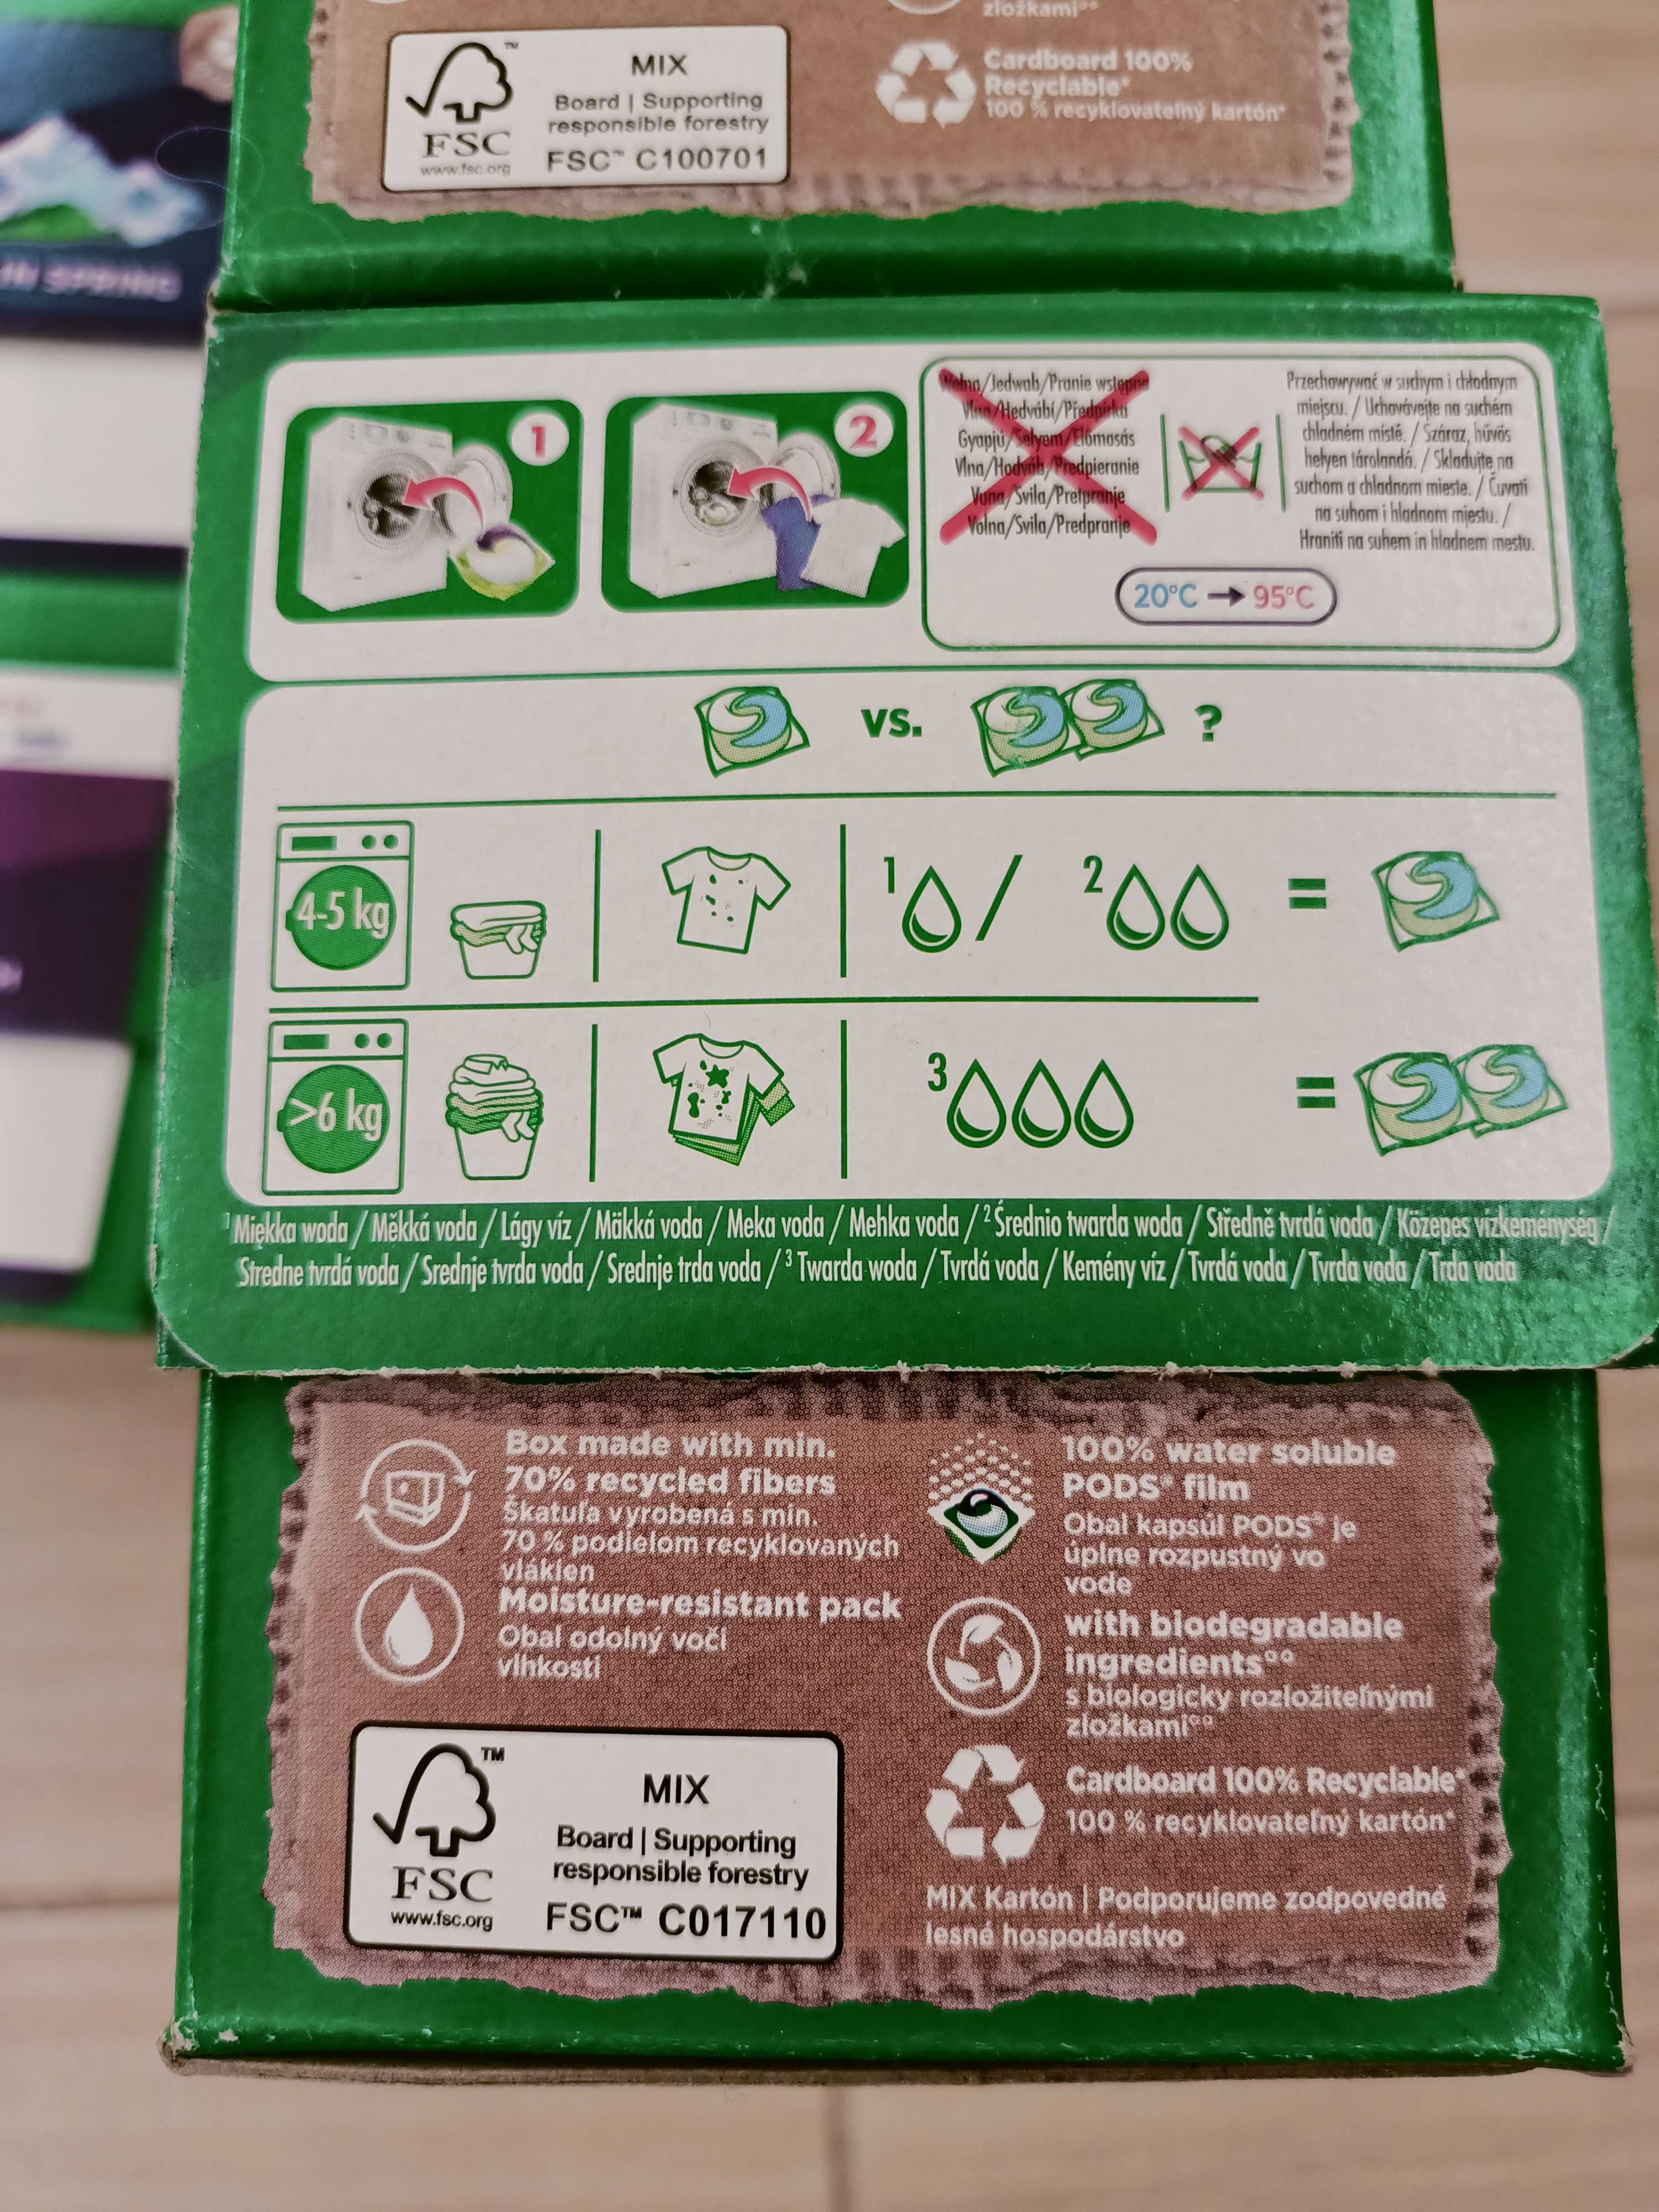 zložkami°°
FSC
www.fsc.org
TM
MIX
Board | Supporting
responsible forestry
FSC™ C100701
Cardboard 100%
Recyclable*
100 % recyklovateľný kartón*
IN SPRING
1
2
Wełna/Jedwab/Pranie wstępne
Vlna/Hedvábí/Předpírka
Gyapjú/Selyem/Előmosás
Vlna/Hodváb/Predpieranie
Vuna/Svila/Pretpranje
Volna/Svila/Predpranje
Przechowywać w suchym i chłodnym
miejscu. / Uchovávejte na suchém
chladném místě. / Száraz, hűvös
helyen tárolandó. / Skladujte na
suchom a chladnom mieste. / Čuvati
na suhom i hladnom mjestu. /
Hraniti na suhem in hladnem mestu.
20°C → 95°C
VS. ?
4-5 kg
1 / 2 =
>6 kg
3 =
1 Miękka woda / Měkká voda / Lágy víz / Mäkká voda / Meka voda / Mehka voda / 2 Średnio twarda woda / Středně tvrdá voda / Közepes vízkeménység /
Stredne tvrdá voda / Srednje tvrda voda / Srednje trda voda / 3 Twarda woda / Tvrdá voda / Kemény víz / Tvrdá voda / Tvrda voda / Trda voda
Box made with min.
70% recycled fibers
Škatuľa vyrobená s min.
70 % podielom recyklovaných
vlákien
Moisture-resistant pack
Obal odolný voči
vlhkosti
FSC
www.fsc.org
TM
MIX
Board | Supporting
responsible forestry
FSC™ C017110
100% water soluble
PODS® film
Obal kapsúl PODS® je
úplne rozpustný vo
vode
with biodegradable
ingredients°°
s biologicky rozložiteľnými
zložkami°°
Cardboard 100% Recyclable*
100 % recyklovateľný kartón*
MIX Kartón | Podporujeme zodpovedné
lesné hospodárstvo